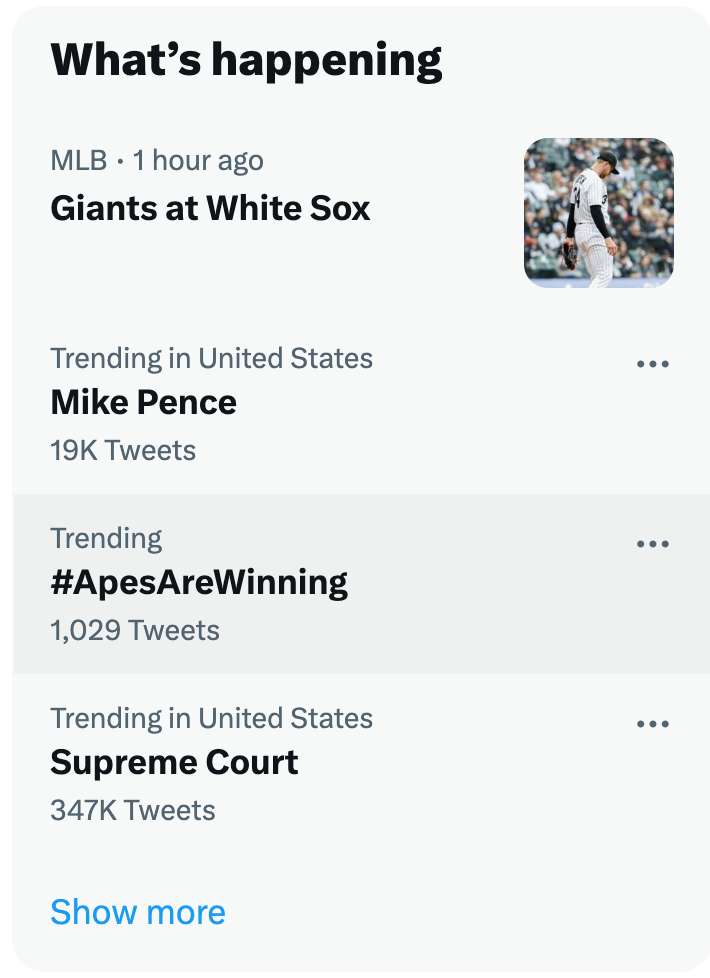 What’s happening
MLB · 1 hour ago
Giants at White Sox
Trending in United States
Mike Pence
19K Tweets
Trending
#ApesAreWinning
1,029 Tweets
Trending in United States
Supreme Court
347K Tweets
Show more